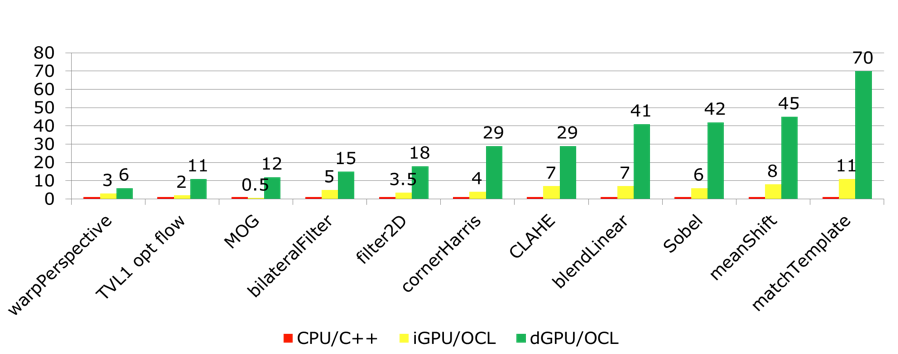 80
70
60
50
40
30
20
10
0
3 6
2 11
0.5 12
5 15
3.5 18
4 29
7 29
7 41
6 42
8 45
11 70
warpPerspective
TVL1 opt flow
MOG
bilateralFilter
filter2D
cornerHarris
CLAHE
blendLinear
Sobel
meanShift
matchTemplate
CPU/C++ iGPU/OCL dGPU/OCL